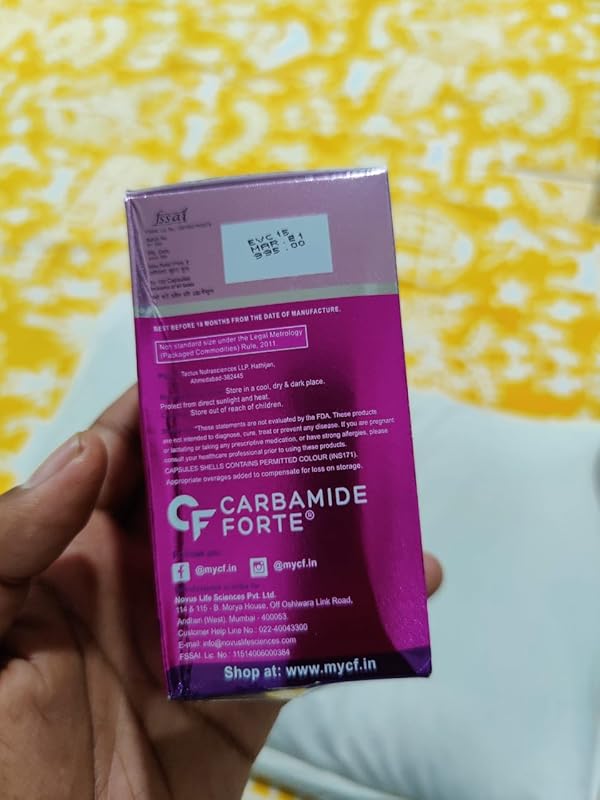 fssai
EVC 15
MAR. 21
995.00
BEST BEFORE 18 MONTHS FROM THE DATE OF MANUFACTURE.
Non standard size under the Legal Metrology
(Packaged Commodities) Rule, 2011.
Tectus Nutrasciences LLP, Hathijan,
Ahmedabad-382445
Store in a cool, dry & dark place.
Protect from direct sunlight and heat.
Store out of reach of children.
*These statements are not evaluated by the FDA. These products
are not intended to diagnose, cure, treat or prevent any disease. If you are pregnant
or lactating or taking any prescriptive medication, or have strong allergies, please
consult your healthcare professional prior to using these products.
CAPSULES SHELLS CONTAINS PERMITTED COLOUR (INS171).
Appropriate overages added to compensate for loss on storage.
CF CARBAMIDE
FORTE®
f @mycf.in @mycf.in
Novus Life Sciences Pvt. Ltd.
114 & 115 - B. Morya House, Off Oshiwara Link Road,
Andheri (West), Mumbai - 400053.
Customer Help Line No.: 022-40043300
E-mail: info@novuslifesciences.com
FSSAI. Lic. No.: 11514006000384
Shop at: www.mycf.in